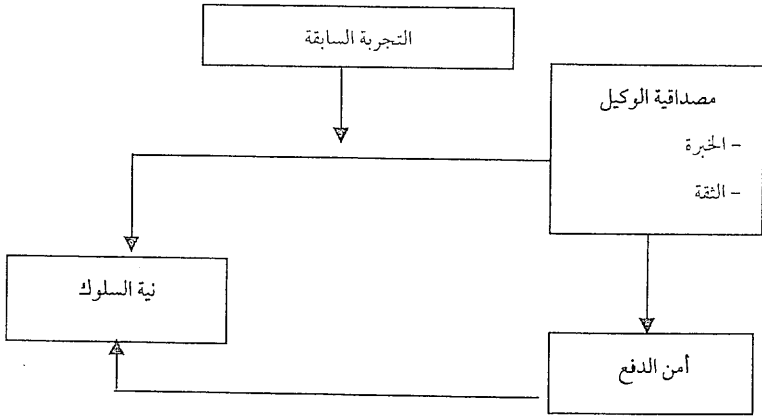 التجربة السابقة
مصداقية الوكيل
- الخبرة
- الثقة
نية السلوك
أمن الدفع